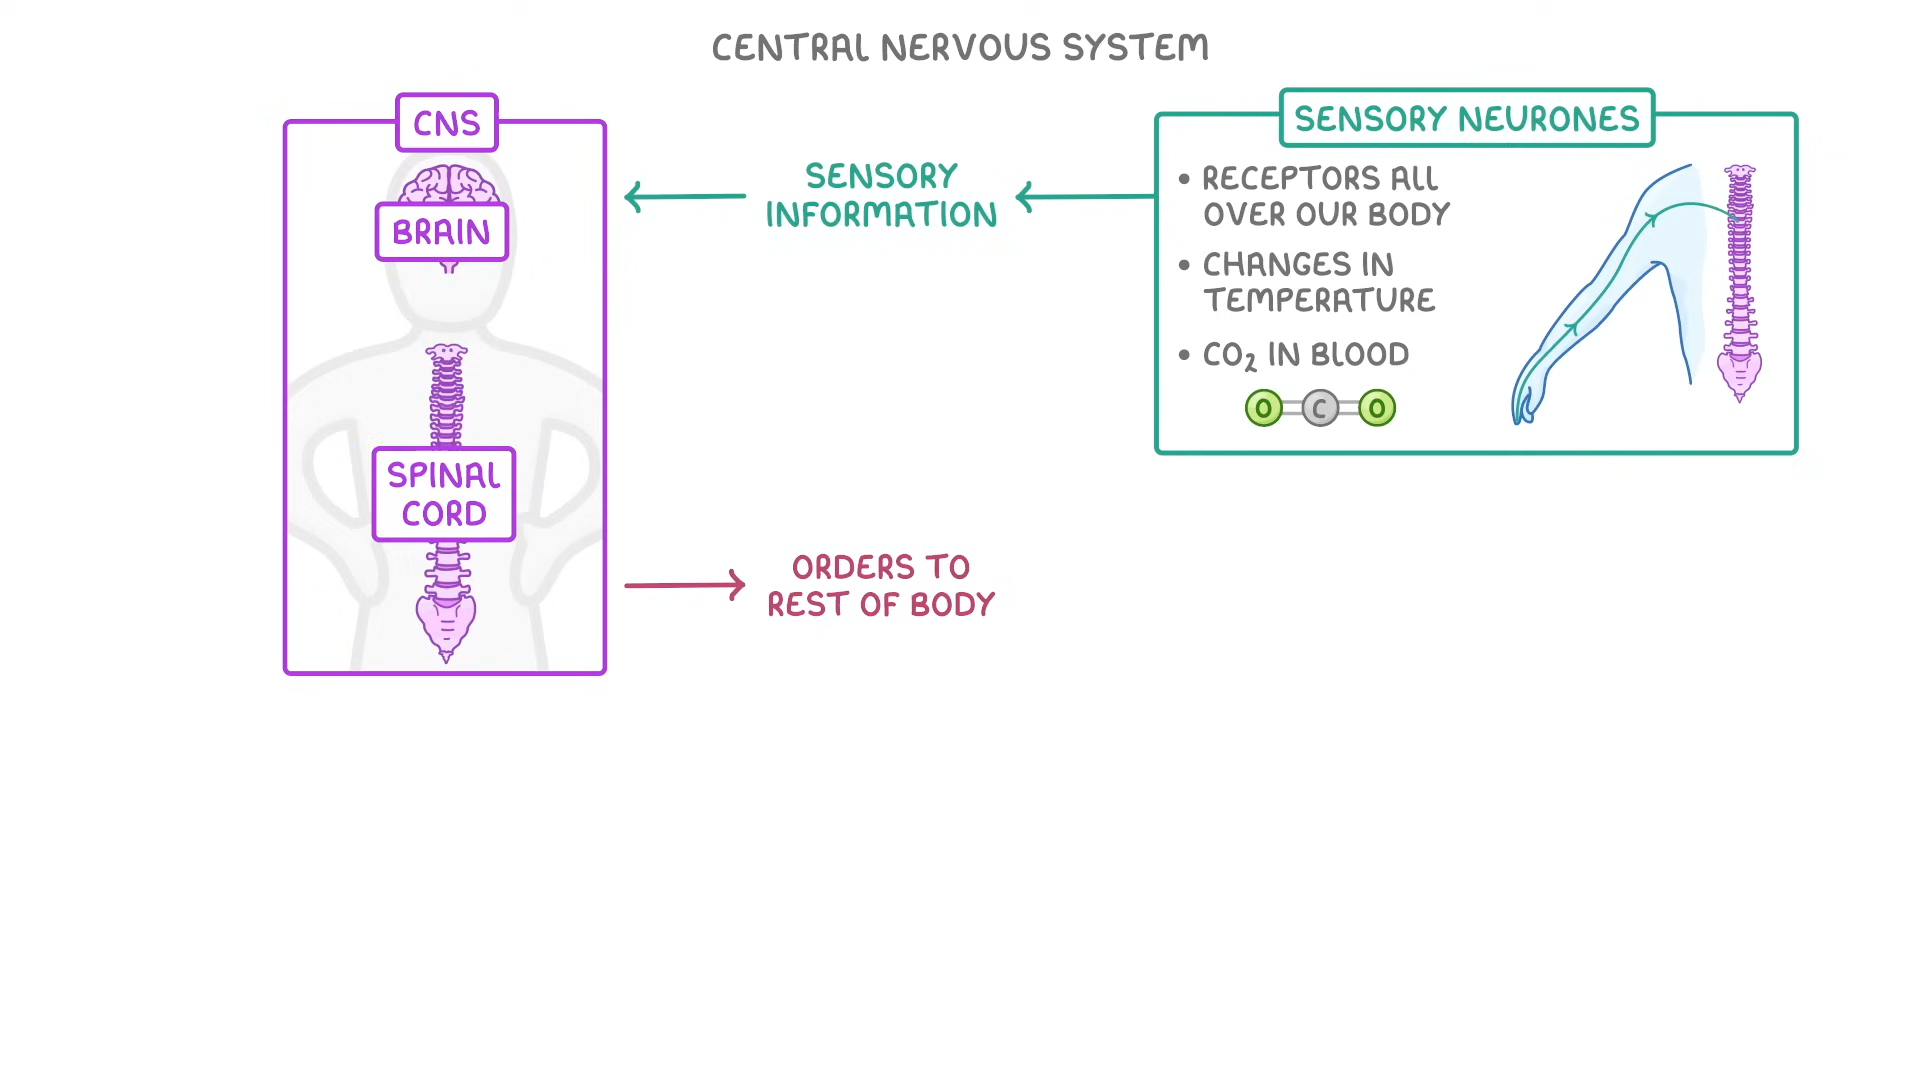 CENTRAL NERVOUS SYSTEM
CNS
BRAIN
SPINAL
CORD
SENSORY
INFORMATION
ORDERS TO
REST OF BODY
SENSORY NEURONES
• RECEPTORS ALL
OVER OUR BODY
• CHANGES IN
TEMPERATURE
• CO₂ IN BLOOD
O C O